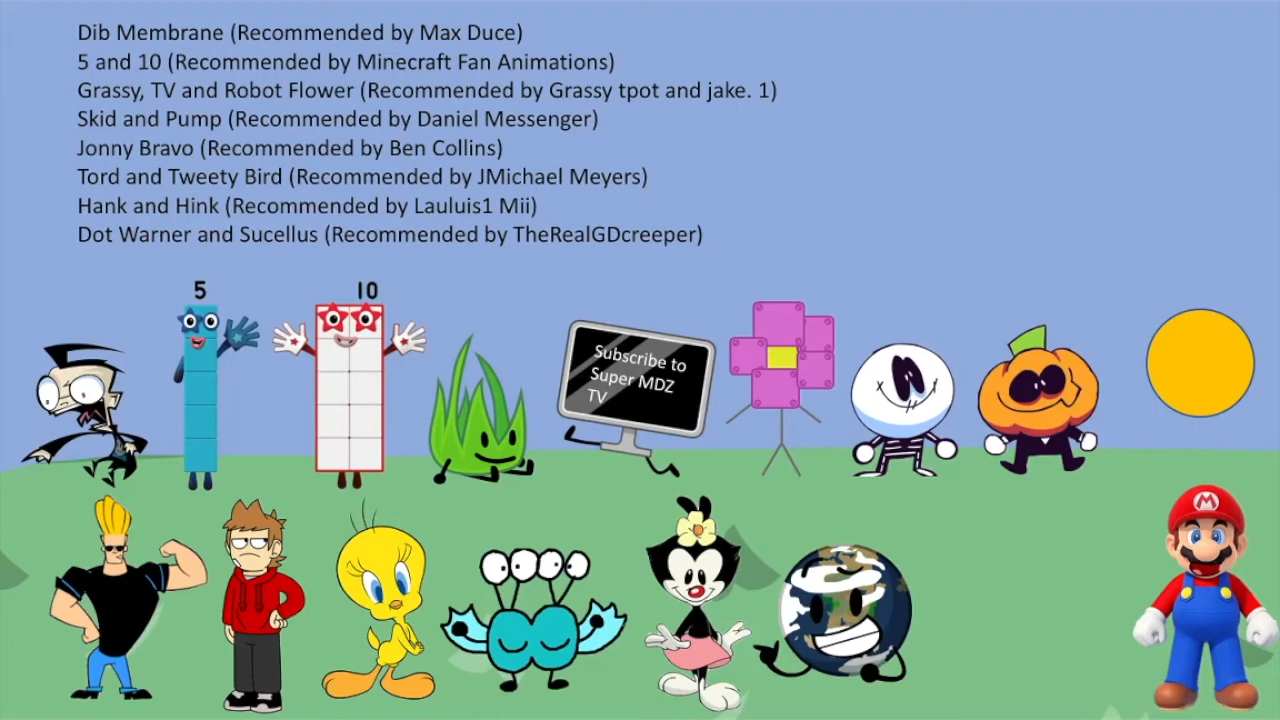 Dib Membrane (Recommended by Max Duce)
5 and 10 (Recommended by Minecraft Fan Animations)
Grassy, TV and Robot Flower (Recommended by Grassy tpot and jake. 1)
Skid and Pump (Recommended by Daniel Messenger)
Jonny Bravo (Recommended by Ben Collins)
Tord and Tweety Bird (Recommended by JMichael Meyers)
Hank and Hink (Recommended by Lauluis1 Mii)
Dot Warner and Sucellus (Recommended by TheRealGDcreeper)
5
10
Subscribe to
Super MDZ
TV
M